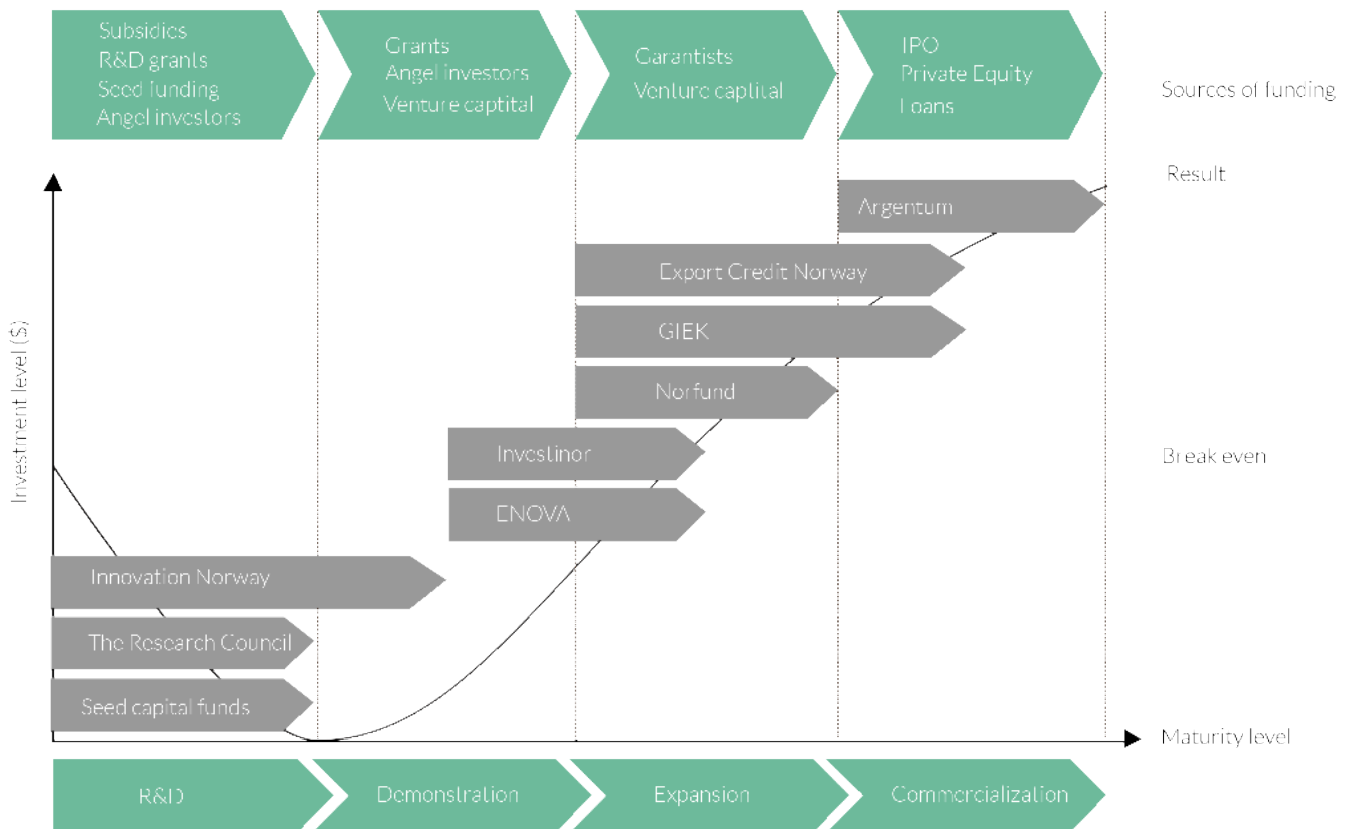 Subsidies
R&D grants
Seed funding
Angel investors
Grants
Angel investors
Venture captital
Garantists
Venture captital
IPO
Private Equity
Loans
Sources of funding
Result
Argentum
Export Credit Norway
GIEK
Investment level ($)
Norfund
Investinor
Break even
ENOVA
Innovation Norway
The Research Council
Seed capital funds
Maturity level
R&D
Demonstration
Expansion
Commercialization